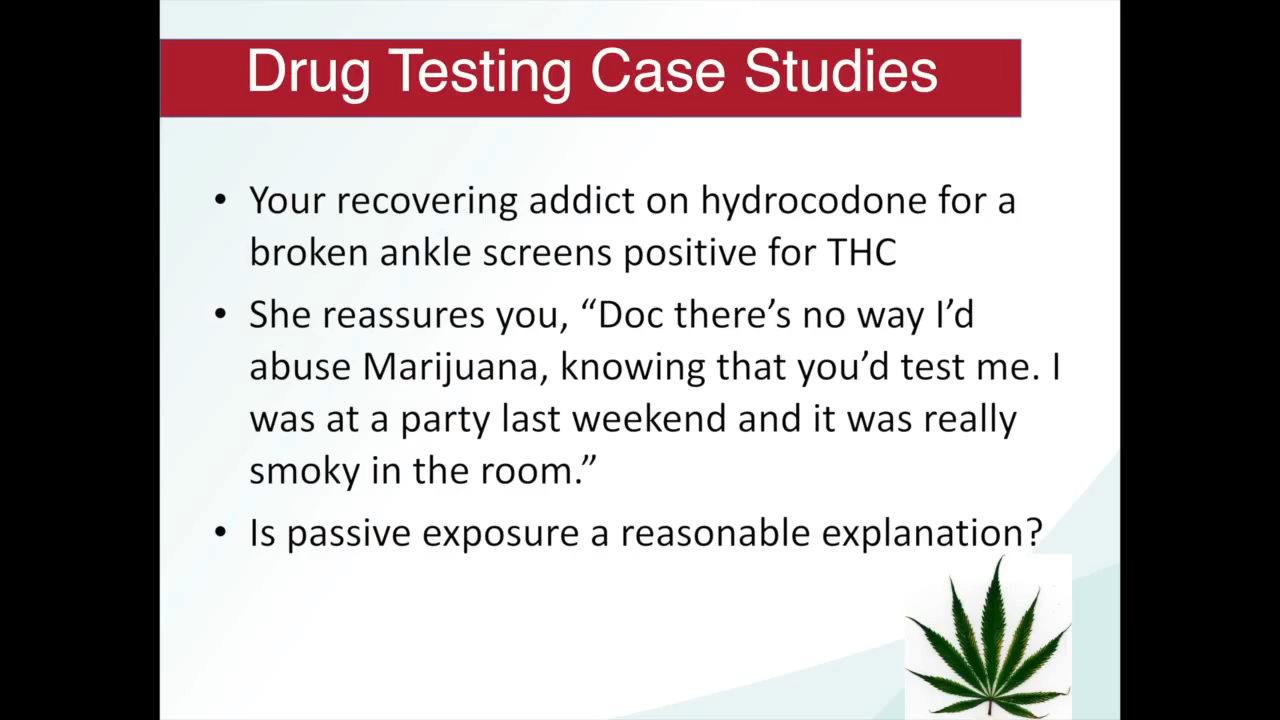 Drug Testing Case Studies
• Your recovering addict on hydrocodone for a
broken ankle screens positive for THC
• She reassures you, “Doc there’s no way I’d
abuse Marijuana, knowing that you’d test me. I
was at a party last weekend and it was really
smoky in the room.”
• Is passive exposure a reasonable explanation?